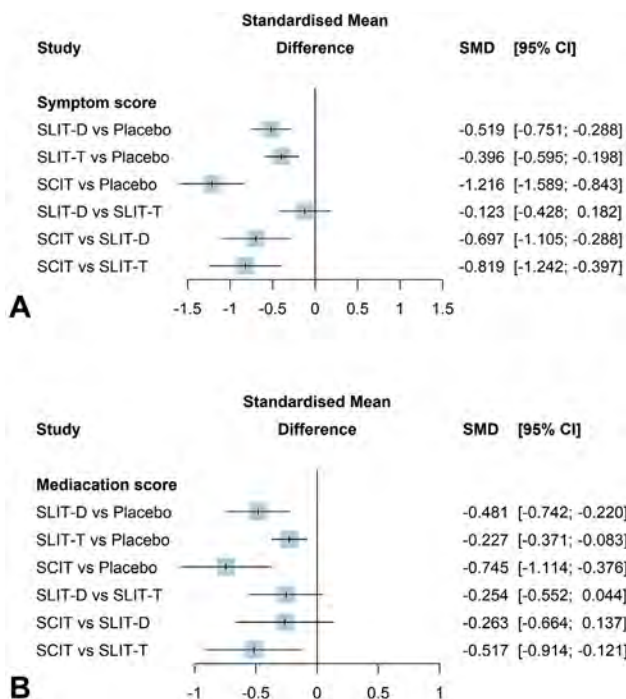 Standardised Mean
Study Difference SMD [95% CI]
Symptom score
SLIT-D vs Placebo -0.519 [-0.751; -0.288]
SLIT-T vs Placebo -0.396 [-0.595; -0.198]
SCIT vs Placebo -1.216 [-1.589; -0.843]
SLIT-D vs SLIT-T -0.123 [-0.428; 0.182]
SCIT vs SLIT-D -0.697 [-1.105; -0.288]
SCIT vs SLIT-T -0.819 [-1.242; -0.397]
A
-1.5 -1 -0.5 0 0.5 1 1.5
Standardised Mean
Study Difference SMD [95% CI]
Mediacation score
SLIT-D vs Placebo -0.481 [-0.742; -0.220]
SLIT-T vs Placebo -0.227 [-0.371; -0.083]
SCIT vs Placebo -0.745 [-1.114; -0.376]
SLIT-D vs SLIT-T -0.254 [-0.552; 0.044]
SCIT vs SLIT-D -0.263 [-0.664; 0.137]
SCIT vs SLIT-T -0.517 [-0.914; -0.121]
B
-1 -0.5 0 0.5 1